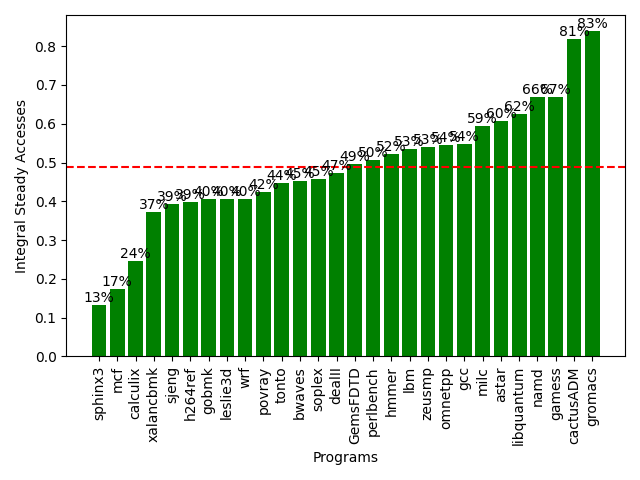 83%
81%
66% 67%
62%
60%
59%
54%
54%
53%
53%
52%
50%
49%
47%
45%
45%
44%
42%
40%
40%
40%
39%
39%
37%
24%
17%
13%
0.8
0.7
0.6
0.5
0.4
0.3
0.2
0.1
0.0
Integral Steady Accesses
sphinx3
mcf
calculix
xalancbmk
sjeng
h264ref
gobmk
leslie3d
wrf
povray
tonto
bwaves
soplex
dealII
GemsFDTD
perlbench
hmmer
lbm
zeusmp
omnetpp
gcc
milc
astar
libquantum
namd
gamess
cactusADM
gromacs
Programs